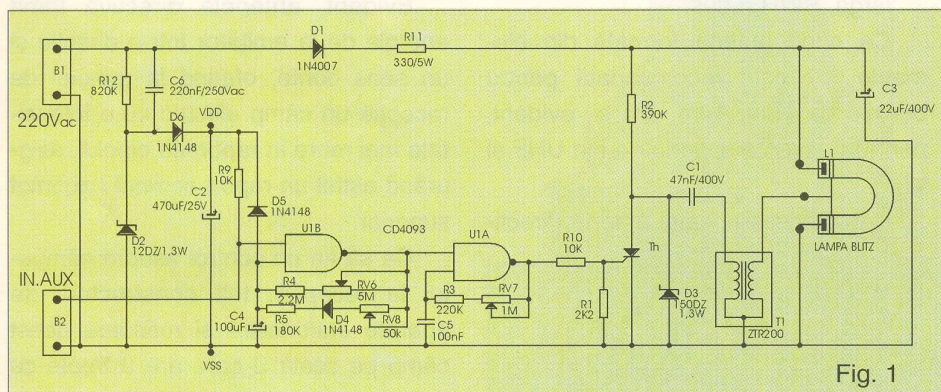 B1
220Vac
R12
820K
C6
220nF/250Vac
D1
1N4007
R11
330/5W
D6
1N4148
VDD
C2
470uF/25V
R9
10K
D5
1N4148
D2
12DZ/1,3W
IN.AUX
B2
U1B
CD4093
R4
2.2M
RV6
5M
R5
180K
D4
1N4148
RV8
50k
C4
100uF
VSS
U1A
R3
220K
RV7
1M
C5
100nF
R10
10K
R1
2K2
R2
390K
Th
C1
47nF/400V
D3
50DZ
1,3W
T1
ZTR200
C3
22uF/400V
L1
LAMPA BLITZ
Fig. 1